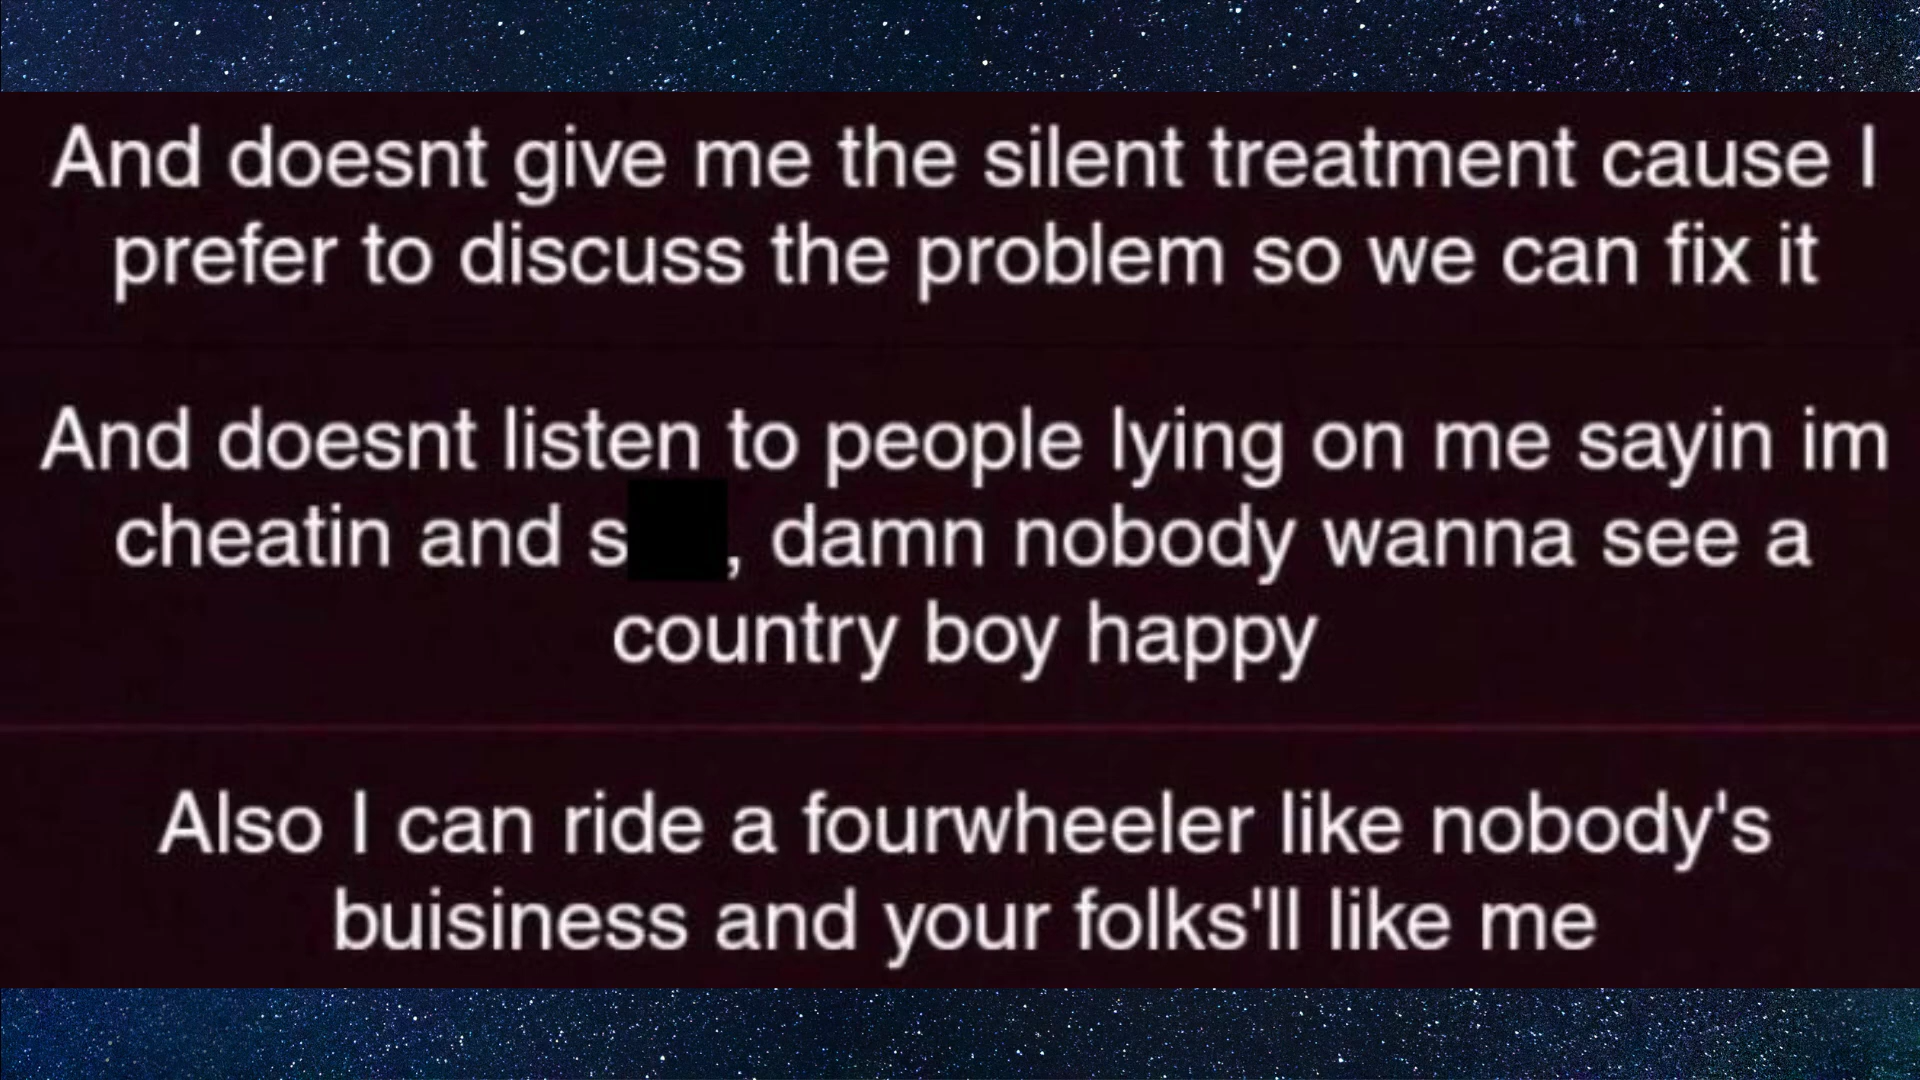 And doesnt give me the silent treatment cause I
prefer to discuss the problem so we can fix it
And doesnt listen to people lying on me sayin im
cheatin and s, damn nobody wanna see a
country boy happy
Also I can ride a fourwheeler like nobody's
buisiness and your folks'll like me